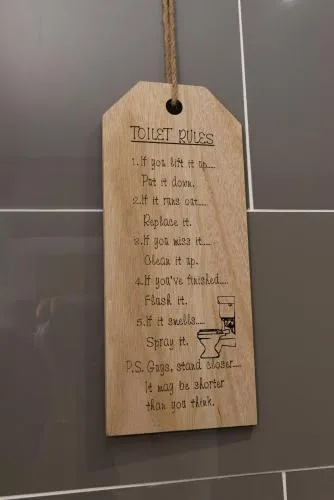 TOILET RULES
1. If you lift it up....
Put it down.
2. If it runs out.....
Replace it.
3. If you miss it....
Clean it up.
4. If you've finished....
Flush it.
5. If it smells.....
Spray it.
P.S. Guys, stand closer....
It may be shorter
than you think.